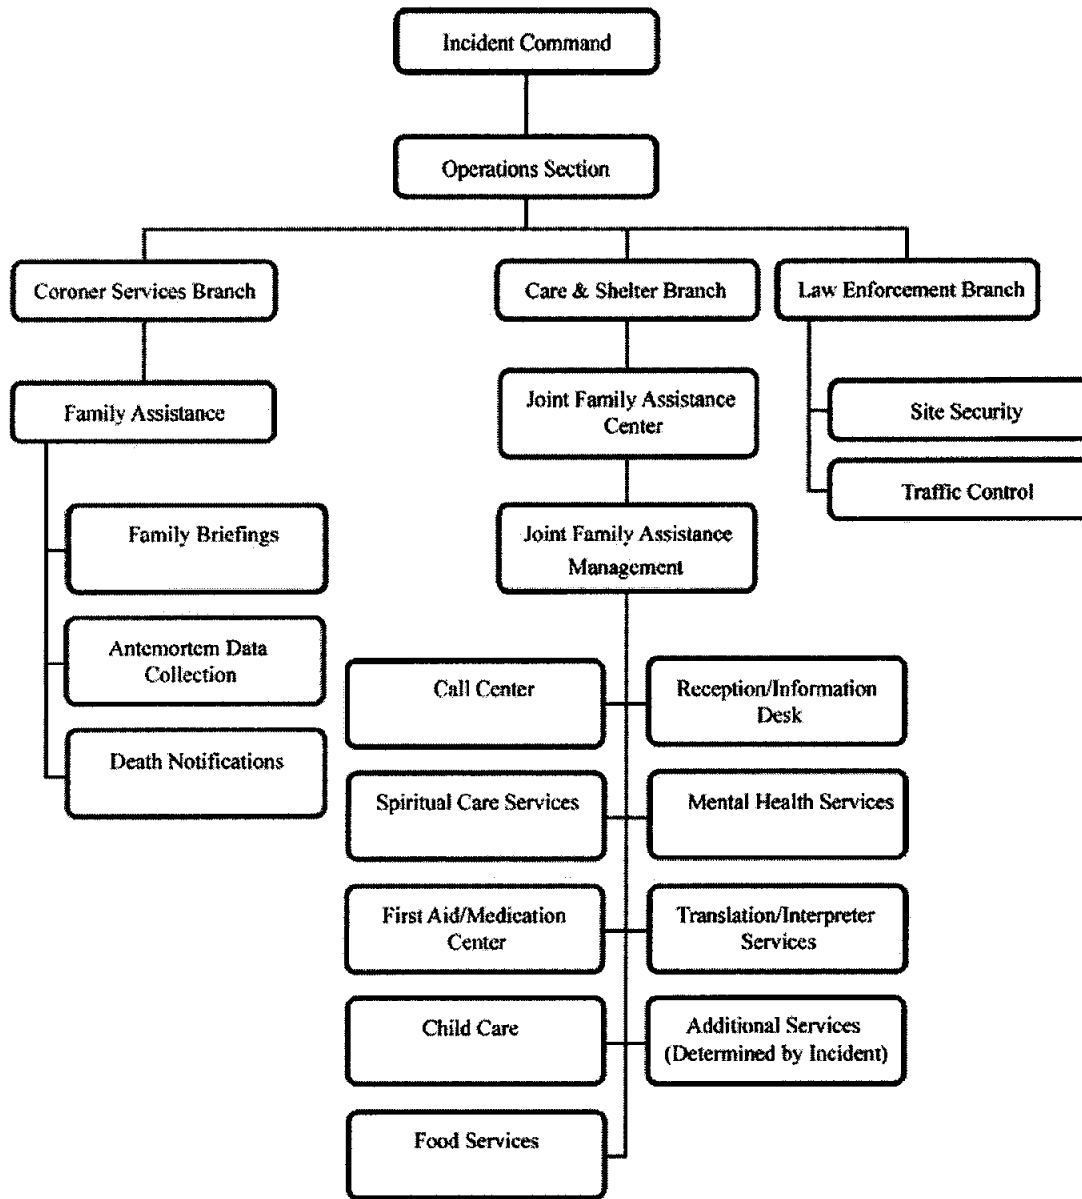 Incident Command
Operations Section
Coroner Services Branch
Care & Shelter Branch
Law Enforcement Branch
Family Assistance
Joint Family Assistance
Center
Site Security
Traffic Control
Family Briefings
Joint Family Assistance
Management
Antemortem Data
Collection
Death Notifications
Call Center
Reception/Information
Desk
Spiritual Care Services
Mental Health Services
First Aid/Medication
Center
Translation/Interpreter
Services
Child Care
Additional Services
(Determined by Incident)
Food Services